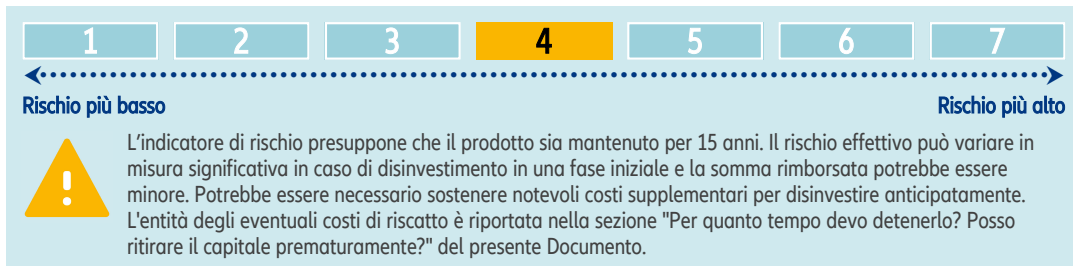 1 2 3 4 5 6 7
Rischio più basso Rischio più alto
L'indicatore di rischio presuppone che il prodotto sia mantenuto per 15 anni. Il rischio effettivo può variare in
misura significativa in caso di disinvestimento in una fase iniziale e la somma rimborsata potrebbe essere
minore. Potrebbe essere necessario sostenere notevoli costi supplementari per disinvestire anticipatamente.
L'entità degli eventuali costi di riscatto è riportata nella sezione "Per quanto tempo devo detenerlo? Posso
ritirare il capitale prematuramente?" del presente Documento.